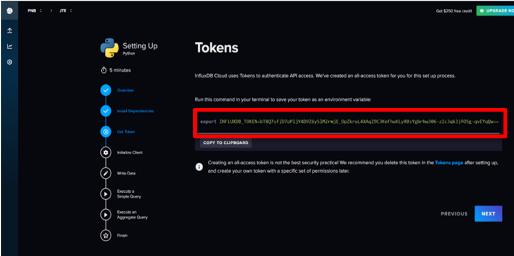 PNB
JTE
Get $250 free credit
UPGRADE N
Setting Up
Python
5 minutes
Overview
Install Dependencies
Get Token
Initialize Client
Write Data
Execute a
Simple Query
Execute an
Aggregate Query
Finish
Tokens
InfluxDB Cloud uses Tokens to authenticate API access. We've created an all-access token for you for this set up process.
Run this command in your terminal to save your token as an environment variable:
export
COPY TO CLIPBOARD
Creating an all-access token is not the best security practice! We recommend you delete this token in the Tokens page after setting up,
and create your own token with a specific set of permissions later.
PREVIOUS
NEXT